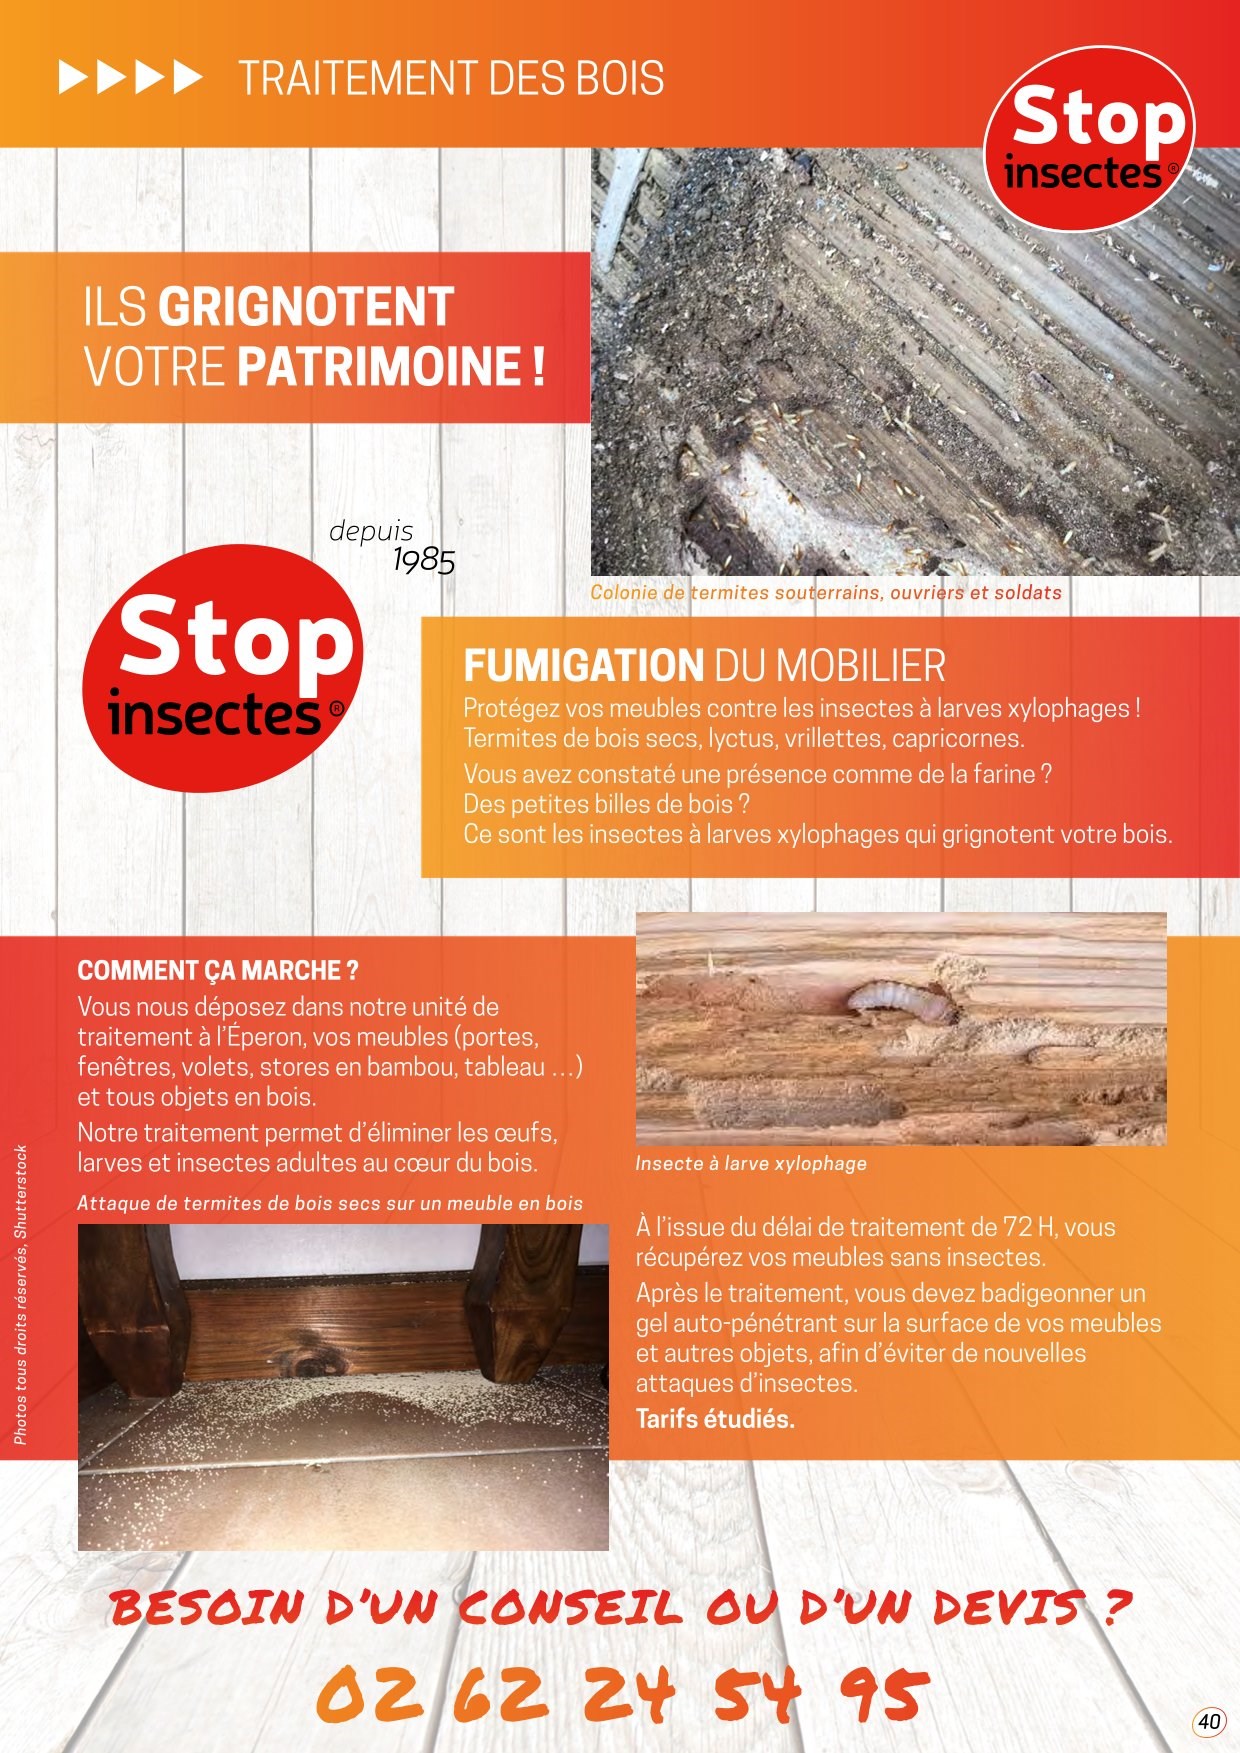 TRAITEMENT DES BOIS
Stop
insectes ®
ILS GRIGNOTENT
VOTRE PATRIMOINE !
Colonie de termites souterrains, ouvriers et soldats
depuis
1985
Stop
insectes ®
FUMIGATION DU MOBILIER
Protégez vos meubles contre les insectes à larves xylophages !
Termites de bois secs, lyctus, vrillettes, capricornes.
Vous avez constaté une présence comme de la farine ?
Des petites billes de bois ?
Ce sont les insectes à larves xylophages qui grignotent votre bois.
COMMENT ÇA MARCHE ?
Vous nous déposez dans notre unité de
traitement à l'Éperon, vos meubles (portes,
fenêtres, volets, stores en bambou, tableau ...)
et tous objets en bois.
Notre traitement permet d'éliminer les œufs,
larves et insectes adultes au cœur du bois.
Attaque de termites de bois secs sur un meuble en bois
Insecte à larve xylophage
À l'issue du délai de traitement de 72 H, vous
récupérez vos meubles sans insectes.
Après le traitement, vous devez badigeonner un
gel auto-pénétrant sur la surface de vos meubles
et autres objets, afin d'éviter de nouvelles
attaques d'insectes.
Tarifs étudiés.
Photos tous droits réservés, Shutterstock
BESOIN D'UN CONSEIL OU D'UN DEVIS ?
02 62 24 54 95
40